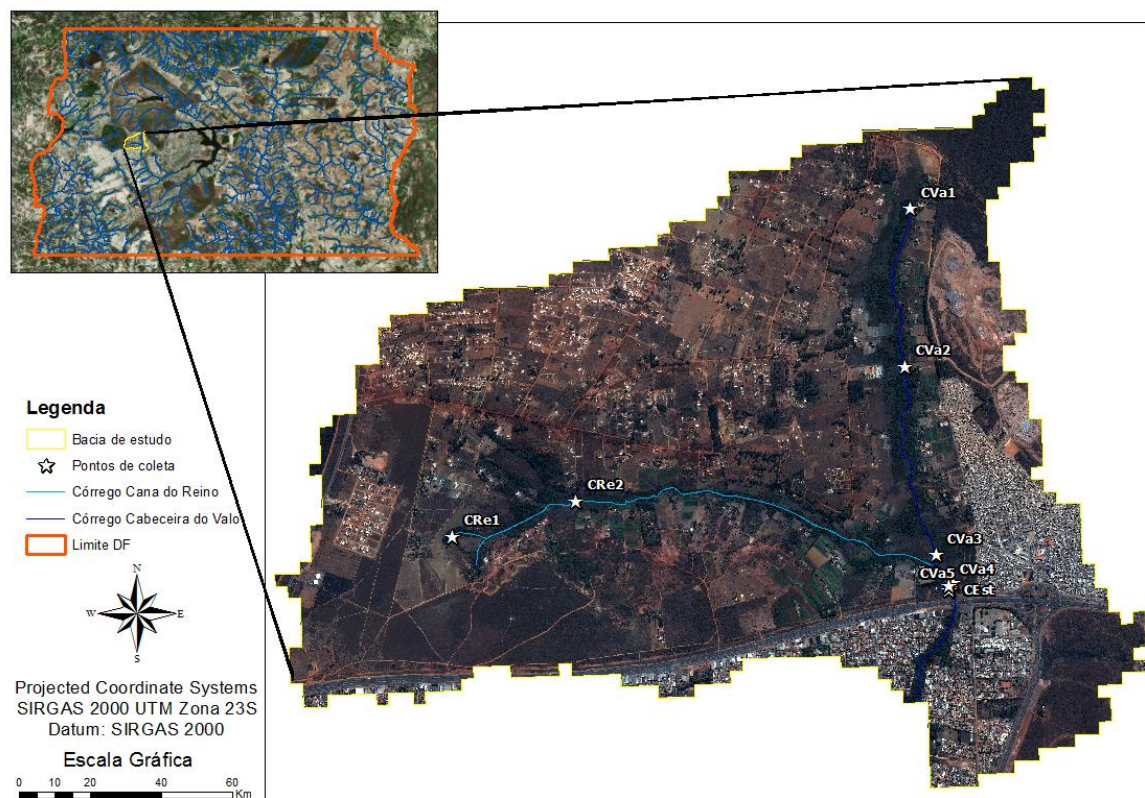 CVa1
CVa2
CRe2
CRe1
CVa3
CVa5
CVa4
CEst
Legenda
Bacia de estudo
Pontos de coleta
Córrego Cana do Reino
Córrego Cabeceira do Valo
Limite DF
N
W
E
S
Projected Coordinate Systems
SIRGAS 2000 UTM Zona 23S
Datum: SIRGAS 2000
Escala Gráfica
0 5 10 20 40 60
Km